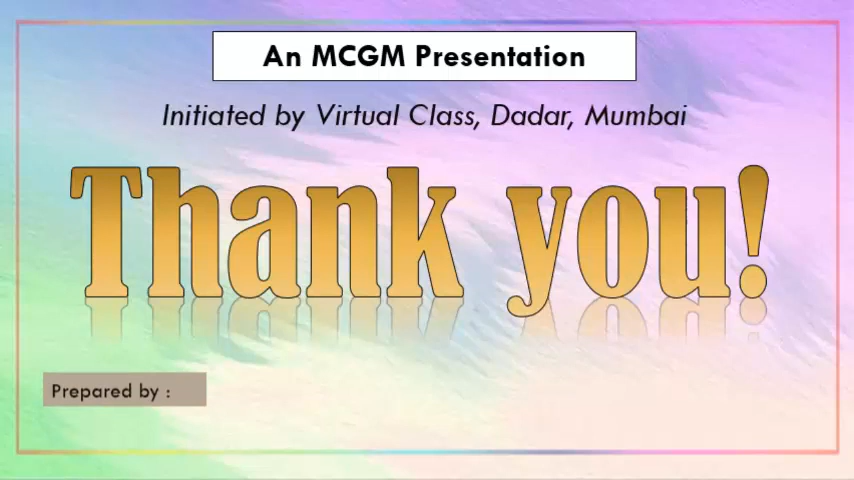 An MCGM Presentation
Initiated by Virtual Class, Dadar, Mumbai
Thank you!
Prepared by :